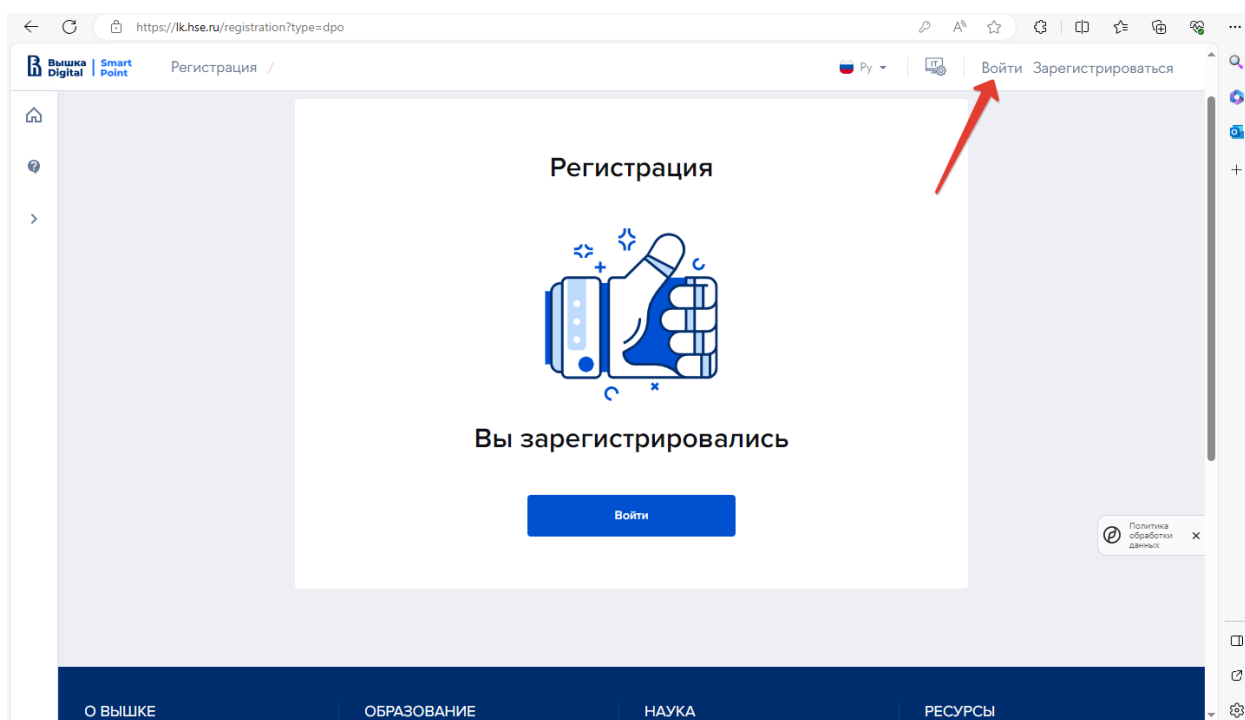 https://lk.hse.ru/registration?type=dpo
Вышка Digital | Smart Point
Регистрация /
Ру
IT
Войти Зарегистрироваться
Регистрация
Вы зарегистрировались
Войти
Политика
обработки
данных
О ВЫШКЕ
ОБРАЗОВАНИЕ
НАУКА
РЕСУРСЫ